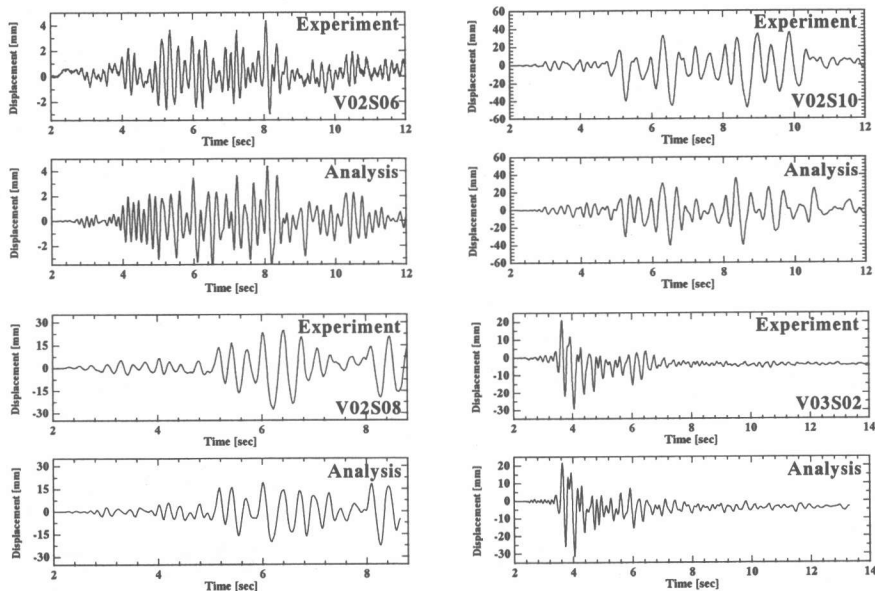 Experiment
Displacement [mm]
4
2
0
-2
V02S06
2 4 6 8 10 12
Time [sec]
Analysis
Displacement [mm]
4
2
0
-2
2 4 6 8 10 12
Time [sec]
Experiment
Displacement [mm]
30
15
0
-15
-30
V02S08
2 4 6 8
Time [sec]
Analysis
Displacement [mm]
30
15
0
-15
-30
2 4 6 8
Time [sec]
Experiment
Displacement [mm]
60
40
20
0
-20
-40
-60
V02S10
2 4 6 8 10 12
Time [sec]
Analysis
Displacement [mm]
60
40
20
0
-20
-40
-60
2 4 6 8 10 12
Time [sec]
Experiment
Displacement [mm]
20
10
0
-10
-20
-30
V03S02
2 4 6 8 10 12 14
Time [sec]
Analysis
Displacement [mm]
20
10
0
-10
-20
-30
2 4 6 8 10 12 14
Time [sec]